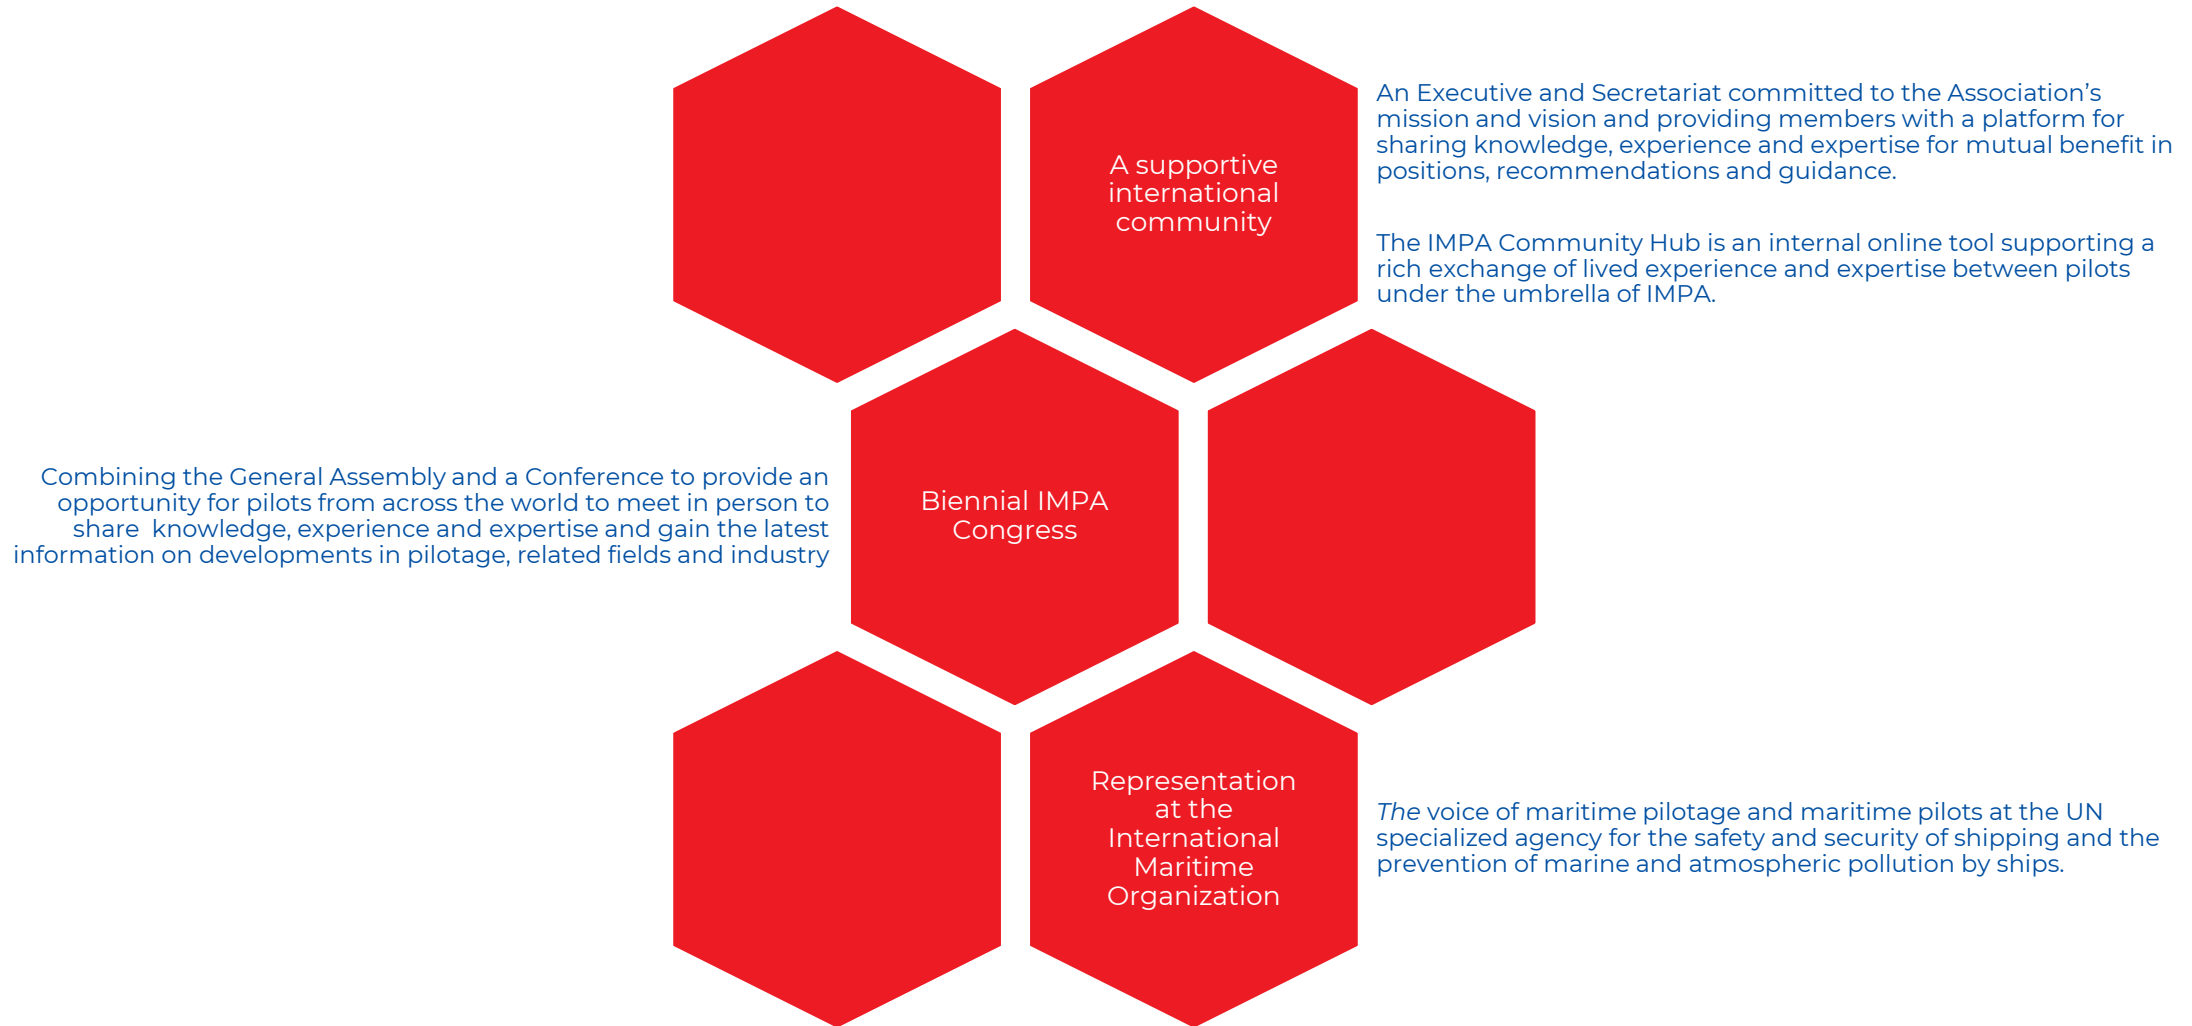 A supportive
international
community
An Executive and Secretariat committed to the Association’s
mission and vision and providing members with a platform for
sharing knowledge, experience and expertise for mutual benefit in
positions, recommendations and guidance.
The IMPA Community Hub is an internal online tool supporting a
rich exchange of lived experience and expertise between pilots
under the umbrella of IMPA.
Combining the General Assembly and a Conference to provide an
opportunity for pilots from across the world to meet in person to
share  knowledge, experience and expertise and gain the latest
information on developments in pilotage, related fields and industry
Biennial IMPA
Congress
Representation
at the
International
Maritime
Organization
The voice of maritime pilotage and maritime pilots at the UN
specialized agency for the safety and security of shipping and the
prevention of marine and atmospheric pollution by ships.